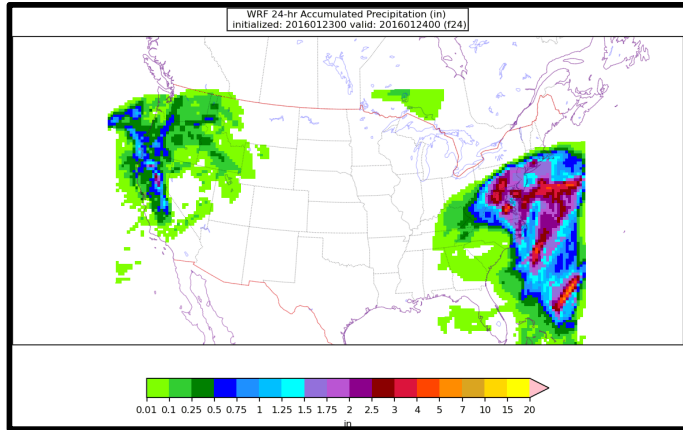 WRF 24-hr Accumulated Precipitation (in)
initialized: 2016012300 valid: 2016012400 (f24)
0.01 0.1 0.25 0.5 0.75 1 1.25 1.5 1.75 2 2.5 3 4 5 7 10 15 20
in